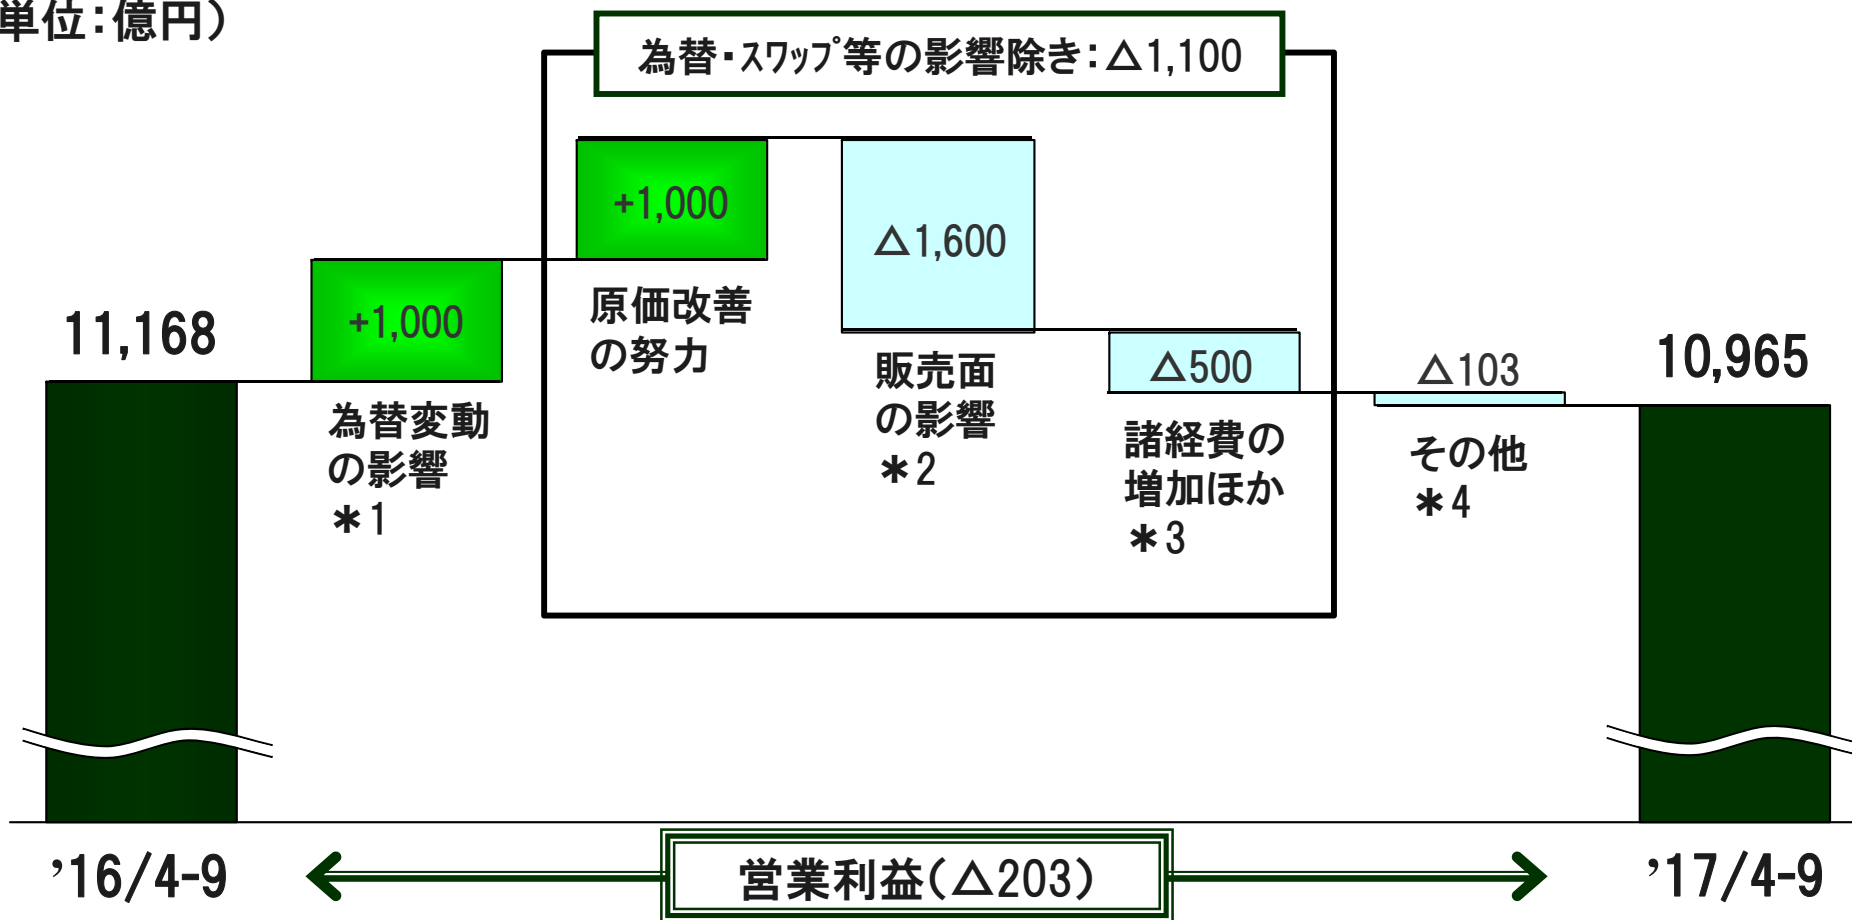 単位：億円）
為替・スワップ等の影響除き：△1,100
+1,000
△1,600
+1,000
原価改善
の努力
11,168
販売面
の影響
＊2
△500
△103
10,965
為替変動
の影響
＊1
諸経費の
増加ほか
＊3
その他
＊4
’16/4-9
営業利益（△203）
’17/4-9